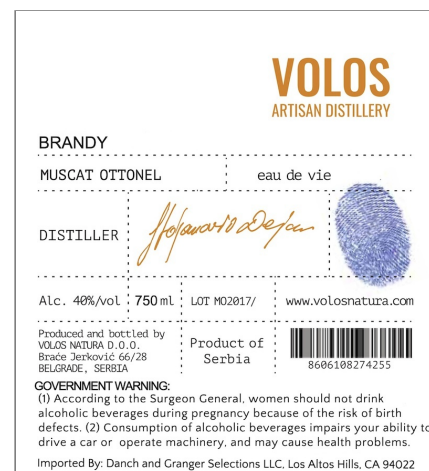 VOLOS
ARTISAN DISTILLERY
BRANDY
MUSCAT OTTONEL
eau de vie
DISTILLER
Alc. 40%/vol
750 ml
LOT MO2017/
www.volosnatura.com
Produced and bottled by
VOLOS NATURA D.O.O.
Braće Jerković 66/28
BELGRADE, SERBIA
Product of
Serbia
8606108274255
GOVERNMENT WARNING:
(1) According to the Surgeon General, women should not drink
alcoholic beverages during pregnancy because of the risk of birth
defects. (2) Consumption of alcoholic beverages impairs your ability to
drive a car or operate machinery, and may cause health problems.
Imported By: Danch and Granger Selections LLC, Los Altos Hills, CA 94022